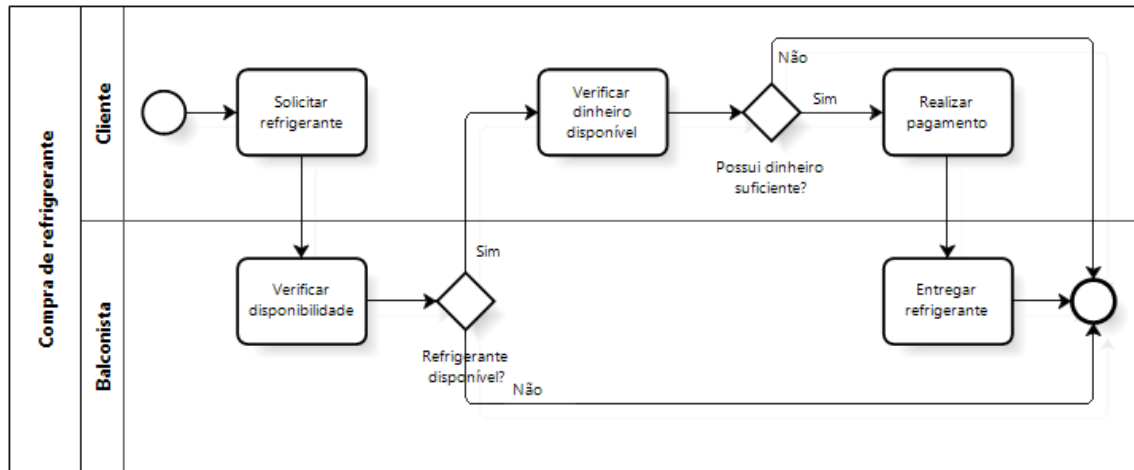 Compra de refrigrerante
Cliente
Solicitar
refrigerante
Verificar
dinheiro
disponível
Possui dinheiro
suficiente?
Não
Sim
Realizar
pagamento
Balconista
Verificar
disponibilidade
Sim
Refrigerante
disponível?
Não
Entregar
refrigerante